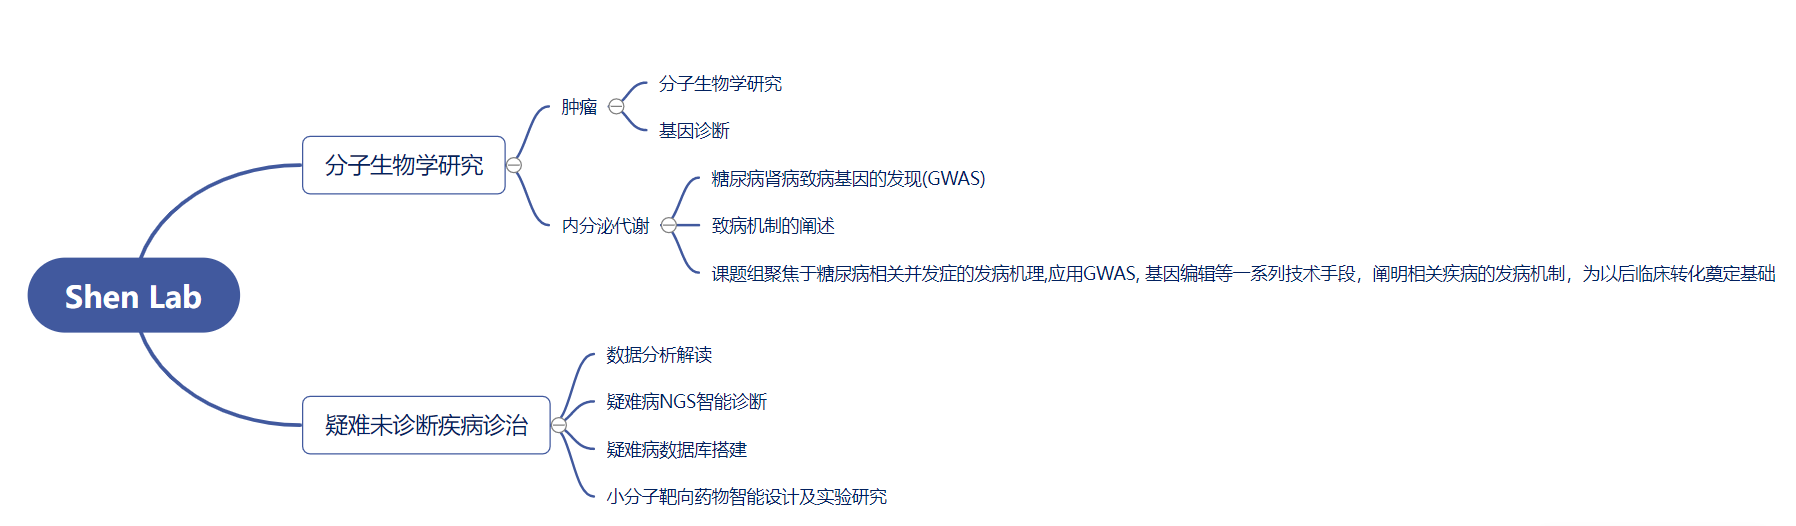 Shen Lab
分子生物学研究
肿瘤
分子生物学研究
基因诊断
内分泌代谢
糖尿病肾病致病基因的发现(GWAS)
致病机制的阐述
课题组聚焦于糖尿病相关并发症的发病机理,应用GWAS, 基因编辑等一系列技术手段，阐明相关疾病的发病机制，为以后临床转化奠定基础
疑难未诊断疾病诊治
数据分析解读
疑难病NGS智能诊断
疑难病数据库搭建
小分子靶向药物智能设计及实验研究